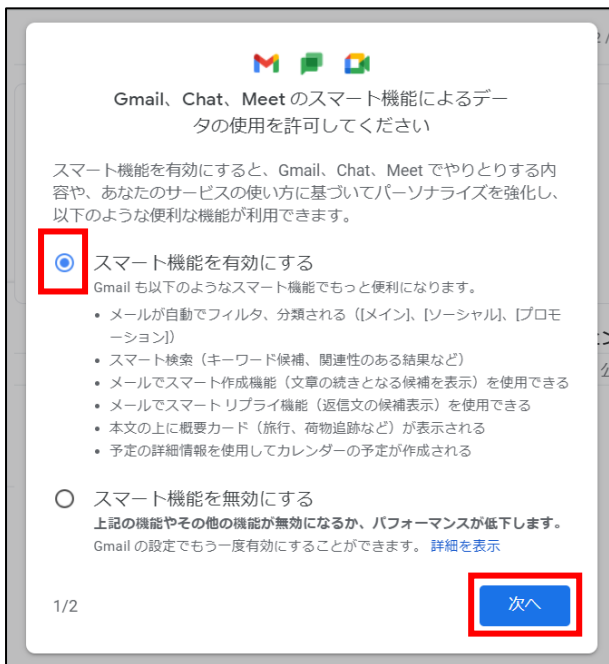 Gmail、Chat、Meet のスマート機能によるデー
タの使用を許可してください
スマート機能を有効にすると、Gmail、Chat、Meet でやりとりする内
容や、あなたのサービスの使い方に基づいてパーソナライズを強化し、
以下のような便利な機能が利用できます。
スマート機能を有効にする
Gmail も以下のようなスマート機能でもっと便利になります。
• メールが自動でフィルタ、分類される（[メイン]、[ソーシャル]、[プロモ
ーション]）
• スマート検索（キーワード候補、関連性のある結果など）
• メールでスマート作成機能（文章の続きとなる候補を表示）を使用できる
• メールでスマート リプライ機能（返信文の候補表示）を使用できる
• 本文の上に概要カード（旅行、荷物追跡など）が表示される
• 予定の詳細情報を使用してカレンダーの予定が作成される
スマート機能を無効にする
上記の機能やその他の機能が無効になるか、パフォーマンスが低下します。
Gmail の設定でもう一度有効にすることができます。 詳細を表示
1/2
次へ